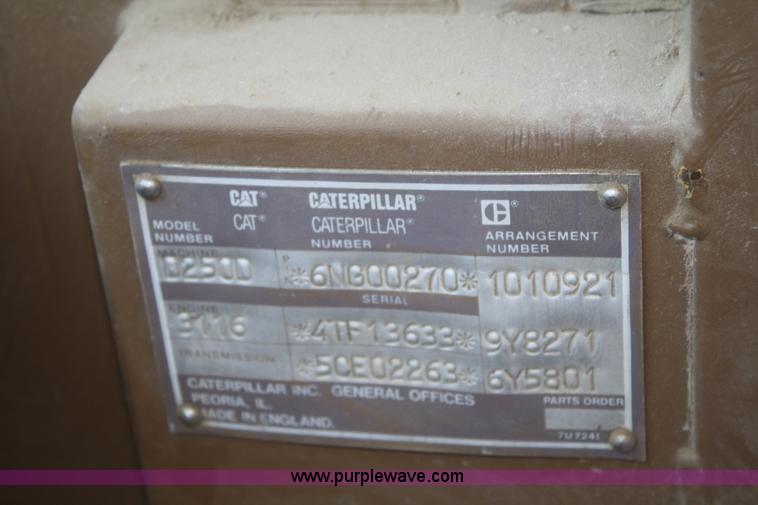 CAT® CATERPILLAR® C
CAT® CATERPILLAR®
MODEL NUMBER NUMBER ARRANGEMENT NUMBER
MACHINE D250D P *6NG00270* 1010921
SERIAL
ENGINE 3116 *4TF13633* 9Y8271
TRANSMISSION *5CE02263* 6Y5801
CATERPILLAR INC. GENERAL OFFICES
PEORIA, IL. PARTS ORDER
MADE IN ENGLAND.
7U7241
www.purplewave.com